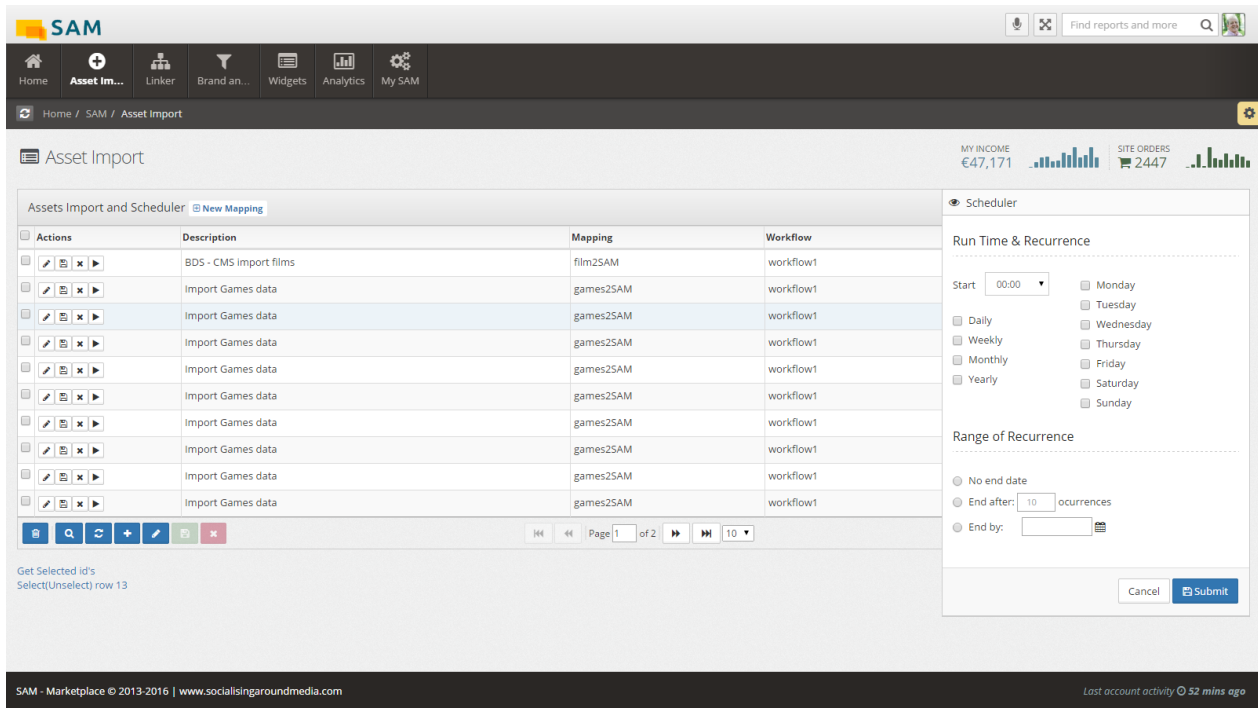 SAM
Find reports and more
Home
Asset Im...
Linker
Brand an...
Widgets
Analytics
My SAM
Home / SAM / Asset Import
Asset Import
MY INCOME
€47,171
SITE ORDERS
2447
Assets Import and Scheduler New Mapping
Actions Description Mapping Workflow
BDS - CMS import films film2SAM workflow1
Import Games data games2SAM workflow1
Import Games data games2SAM workflow1
Import Games data games2SAM workflow1
Import Games data games2SAM workflow1
Import Games data games2SAM workflow1
Import Games data games2SAM workflow1
Import Games data games2SAM workflow1
Import Games data games2SAM workflow1
Import Games data games2SAM workflow1
Page 1 of 2 10
Get Selected id's
Select(Unselect) row 13
Scheduler
Run Time & Recurrence
Start 00:00
Daily
Weekly
Monthly
Yearly
Monday
Tuesday
Wednesday
Thursday
Friday
Saturday
Sunday
Range of Recurrence
No end date
End after: 10 ocurrences
End by:
Cancel Submit
SAM - Marketplace © 2013-2016 | www.socialisingaroundmedia.com
Last account activity 52 mins ago